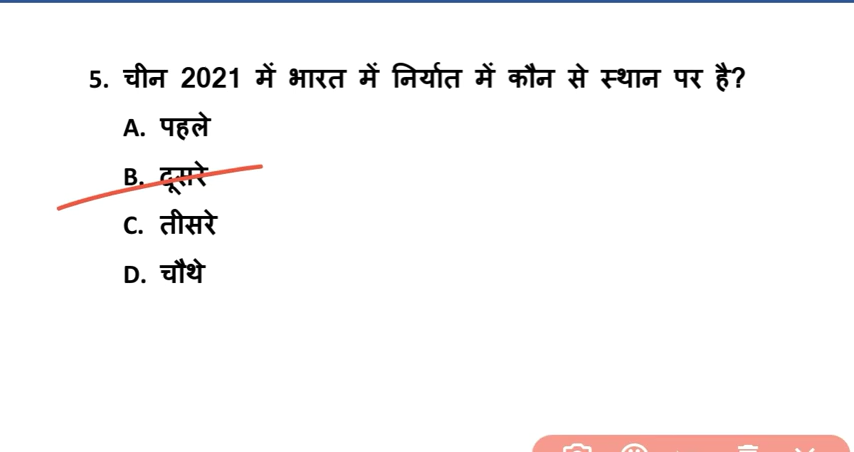 5. चीन 2021 में भारत में निर्यात में कौन से स्थान पर है?
A. पहले
B. दूसरे
C. तीसरे
D. चौथे